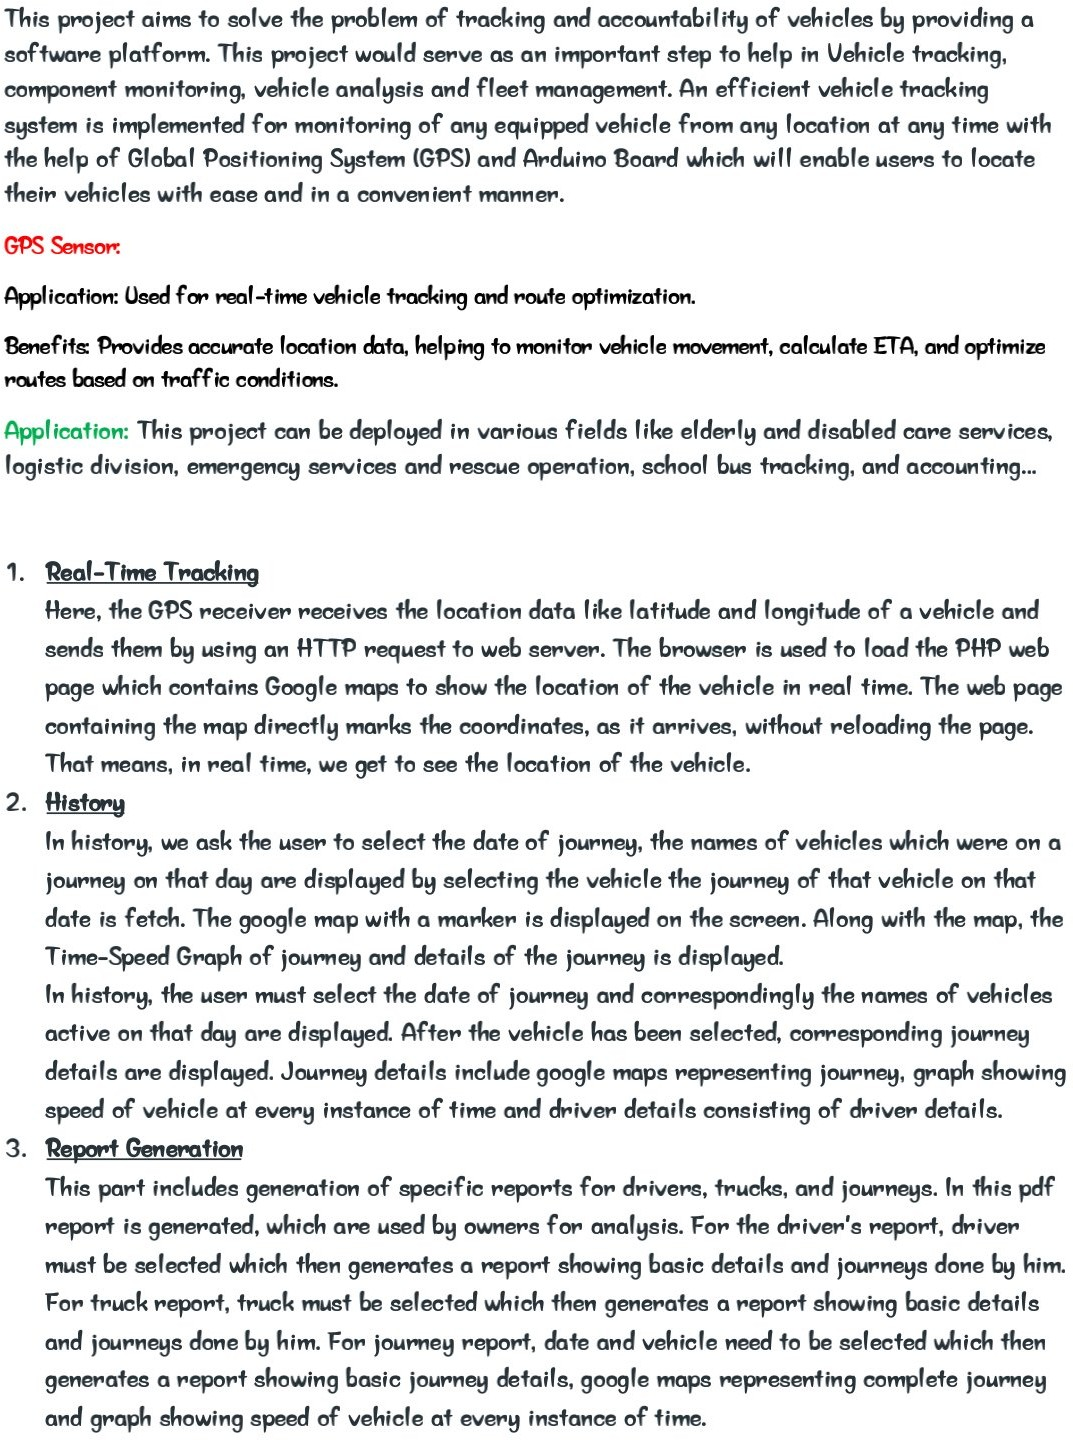 This project aims to solve the problem of tracking and accountability of vehicles by providing a
software platform. This project would serve as an important step to help in Vehicle tracking,
component monitoring, vehicle analysis and fleet management. An efficient vehicle tracking
system is implemented for monitoring of any equipped vehicle from any location at any time with
the help of Global Positioning System (GPS) and Arduino Board which will enable users to locate
their vehicles with ease and in a convenient manner.
GPS Sensor:
Application: Used for real-time vehicle tracking and route optimization.
Benefits: Provides accurate location data, helping to monitor vehicle movement, calculate ETA, and optimize
routes based on traffic conditions.
Application: This project can be deployed in various fields like elderly and disabled care services,
logistic division, emergency services and rescue operation, school bus tracking, and accounting...
1. Real-Time Tracking
Here, the GPS receiver receives the location data like latitude and longitude of a vehicle and
sends them by using an HTTP request to web server. The browser is used to load the PHP web
page which contains Google maps to show the location of the vehicle in real time. The web page
containing the map directly marks the coordinates, as it arrives, without reloading the page.
That means, in real time, we get to see the location of the vehicle.
2. History
In history, we ask the user to select the date of journey, the names of vehicles which were on a
journey on that day are displayed by selecting the vehicle the journey of that vehicle on that
date is fetch. The google map with a marker is displayed on the screen. Along with the map, the
Time-Speed Graph of journey and details of the journey is displayed.
In history, the user must select the date of journey and correspondingly the names of vehicles
active on that day are displayed. After the vehicle has been selected, corresponding journey
details are displayed. Journey details include google maps representing journey, graph showing
speed of vehicle at every instance of time and driver details consisting of driver details.
3. Report Generation
This part includes generation of specific reports for drivers, trucks, and journeys. In this pdf
report is generated, which are used by owners for analysis. For the driver's report, driver
must be selected which then generates a report showing basic details and journeys done by him.
For truck report, truck must be selected which then generates a report showing basic details
and journeys done by him. For journey report, date and vehicle need to be selected which then
generates a report showing basic journey details, google maps representing complete journey
and graph showing speed of vehicle at every instance of time.